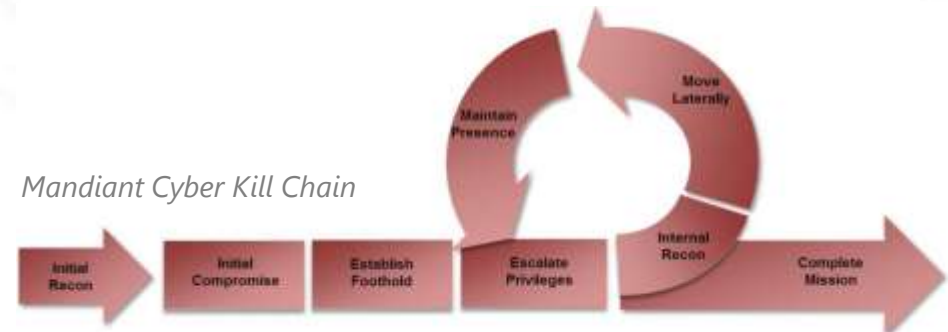 Move
Laterally
Maintain
Presence
Mandiant Cyber Kill Chain
Initial
Recon
Initial
Compromise
Establish
Foothold
Escalate
Privileges
Internal
Recon
Complete
Mission